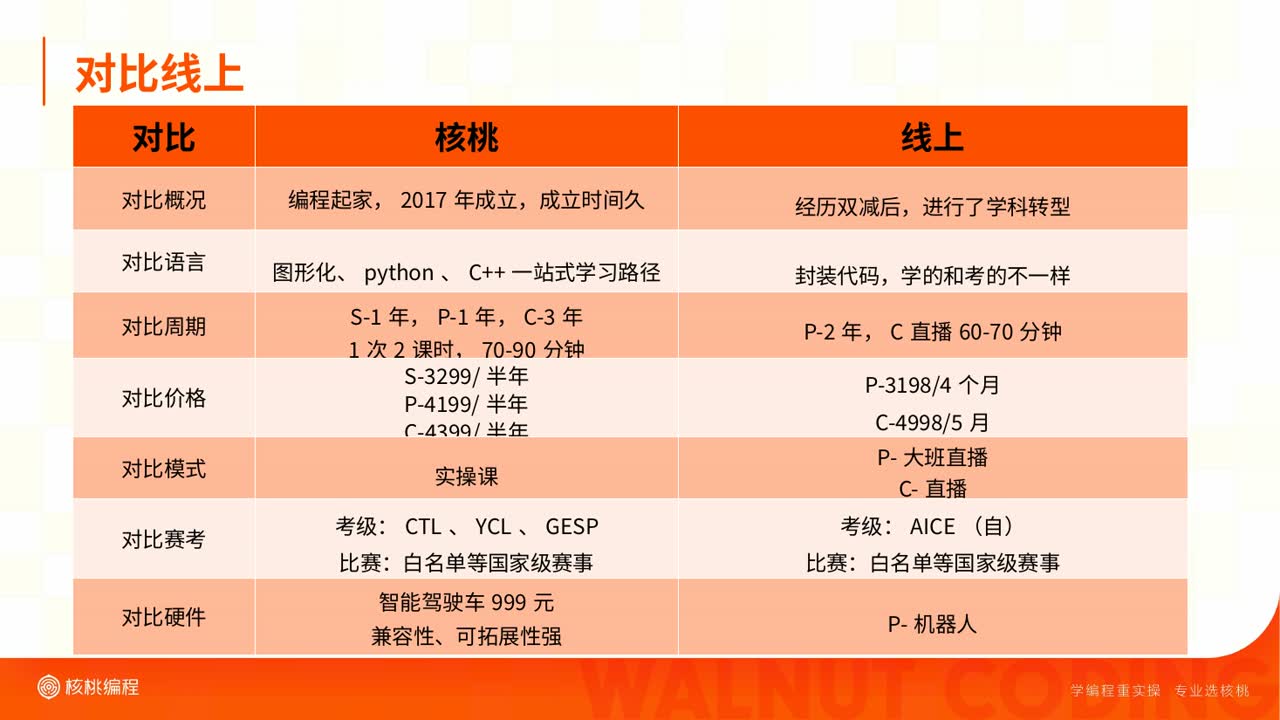 对比线上
对比 核桃 线上
对比概况 编程起家， 2017 年成立，成立时间久 经历双减后，进行了学科转型
对比语言 图形化、 python 、 C++ 一站式学习路径 封装代码，学的和考的不一样
对比周期 S-1 年， P-1 年， C-3 年
1 次 2 课时， 70-90 分钟 P-2 年， C 直播 60-70 分钟
对比价格 S-3299/ 半年
P-4199/ 半年
C-4399/ 半年 P-3198/4 个月
C-4998/5 月
对比模式 实操课 P- 大班直播
C- 直播
对比赛考 考级： CTL 、 YCL 、 GESP
比赛：白名单等国家级赛事 考级： AICE （自）
比赛：白名单等国家级赛事
对比硬件 智能驾驶车 999 元
兼容性、可拓展性强 P- 机器人
核桃编程
WALNUT CODING
学编程重实操 专业选核桃